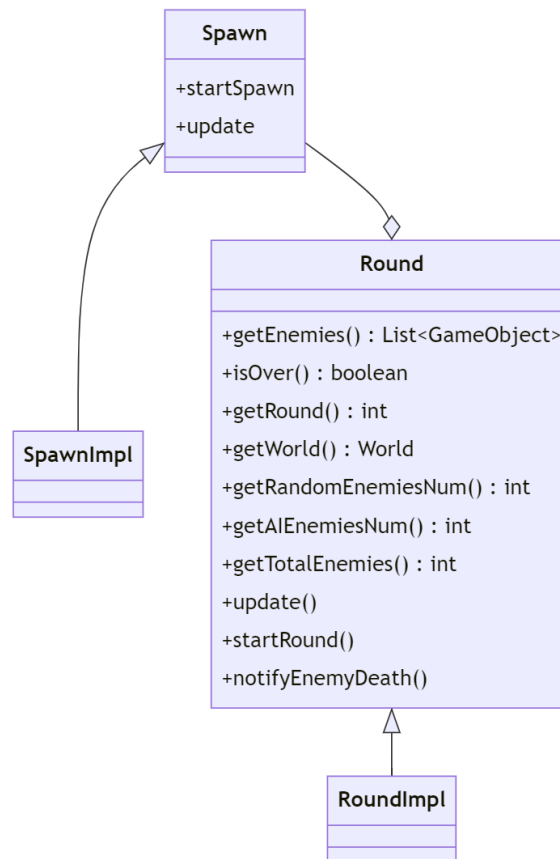 Spawn
+startSpawn
+update
Round
+getEnemies() : List<GameObject>
+isOver() : boolean
+getRound() : int
+getWorld() : World
+getRandomEnemiesNum() : int
+getAIEnemiesNum() : int
+getTotalEnemies() : int
+update()
+startRound()
+notifyEnemyDeath()
SpawnImpl
RoundImpl